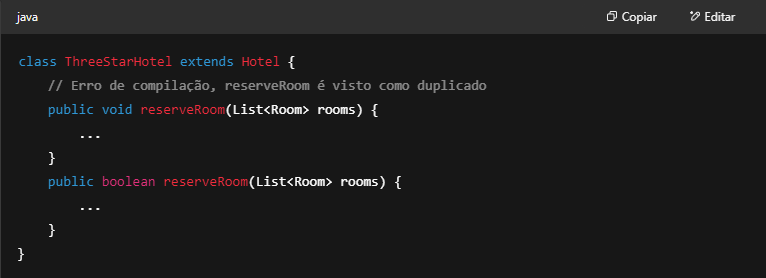 java Copiar Editar
class ThreeStarHotel extends Hotel {
// Erro de compilação, reserveRoom é visto como duplicado
public void reserveRoom(List<Room> rooms) {
...
}
public boolean reserveRoom(List<Room> rooms) {
...
}
}